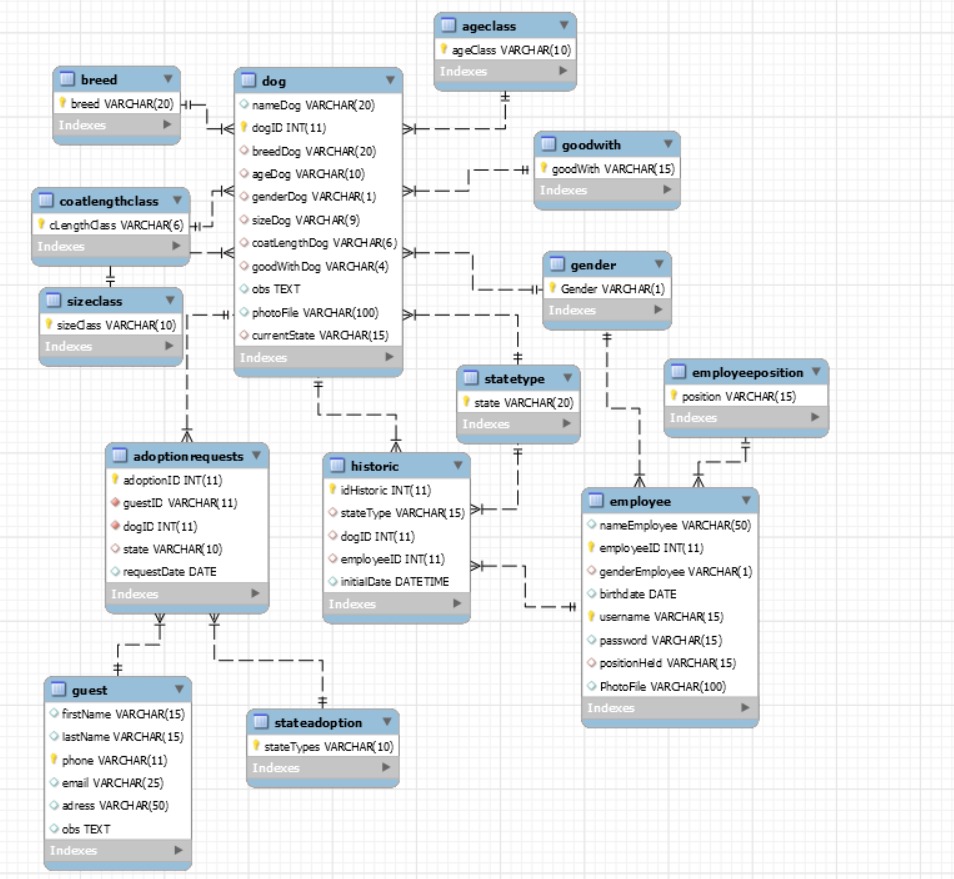 ageclass
ageClass VARCHAR(10)
Indexes
breed
breed VARCHAR(20)
Indexes
dog
nameDog VARCHAR(20)
dogID INT(11)
breedDog VARCHAR(20)
ageDog VARCHAR(10)
genderDog VARCHAR(1)
sizeDog VARCHAR(9)
coatLengthDog VARCHAR(6)
goodWithDog VARCHAR(4)
obs TEXT
photoFile VARCHAR(100)
currentState VARCHAR(15)
Indexes
goodwith
goodWith VARCHAR(15)
Indexes
coatlengthclass
cLengthClass VARCHAR(6)
Indexes
gender
Gender VARCHAR(1)
Indexes
sizeclass
sizeClass VARCHAR(10)
Indexes
statetype
state VARCHAR(20)
Indexes
employeeposition
position VARCHAR(15)
Indexes
adoptionrequests
adoptionID INT(11)
guestID VARCHAR(11)
dogID INT(11)
state VARCHAR(10)
requestDate DATE
Indexes
historic
idHistoric INT(11)
stateType VARCHAR(15)
dogID INT(11)
employeeID INT(11)
initialDate DATETIME
Indexes
employee
nameEmployee VARCHAR(50)
employeeID INT(11)
genderEmployee VARCHAR(1)
birthdate DATE
username VARCHAR(15)
password VARCHAR(15)
positionHeld VARCHAR(15)
PhotoFile VARCHAR(100)
Indexes
guest
firstName VARCHAR(15)
lastName VARCHAR(15)
phone VARCHAR(11)
email VARCHAR(25)
adress VARCHAR(50)
obs TEXT
Indexes
stateadoption
stateTypes VARCHAR(10)
Indexes